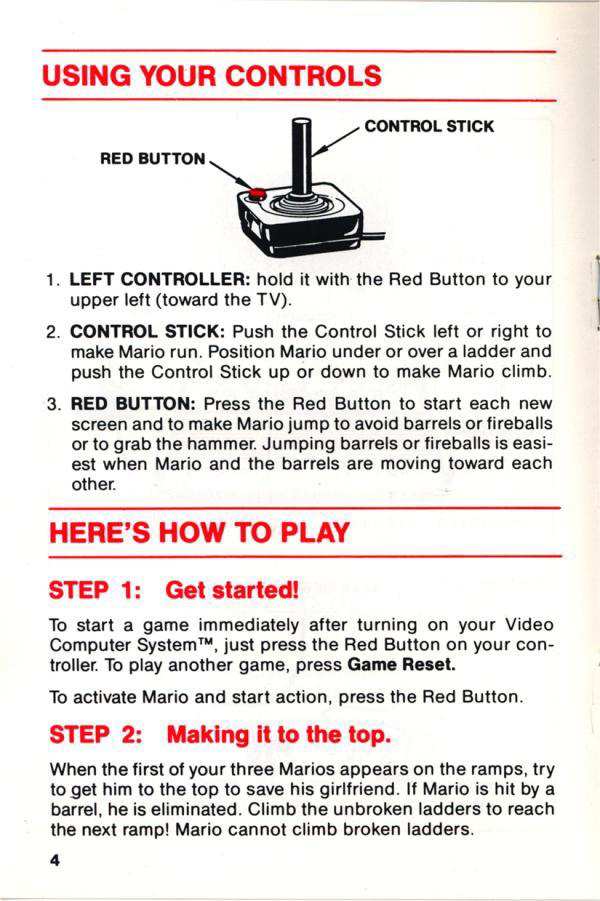 USING YOUR CONTROLS
CONTROL STICK
RED BUTTON
1. LEFT CONTROLLER: hold it with the Red Button to your
upper left (toward the TV).
2. CONTROL STICK: Push the Control Stick left or right to
make Mario run. Position Mario under or over a ladder and
push the Control Stick up or down to make Mario climb.
3. RED BUTTON: Press the Red Button to start each new
screen and to make Mario jump to avoid barrels or fireballs
or to grab the hammer. Jumping barrels or fireballs is easi-
est when Mario and the barrels are moving toward each
other.
HERE'S HOW TO PLAY
STEP 1: Get started!
To start a game immediately after turning on your Video
Computer System™, just press the Red Button on your con-
troller. To play another game, press Game Reset.
To activate Mario and start action, press the Red Button.
STEP 2: Making it to the top.
When the first of your three Marios appears on the ramps, try
to get him to the top to save his girlfriend. If Mario is hit by a
barrel, he is eliminated. Climb the unbroken ladders to reach
the next ramp! Mario cannot climb broken ladders.
4